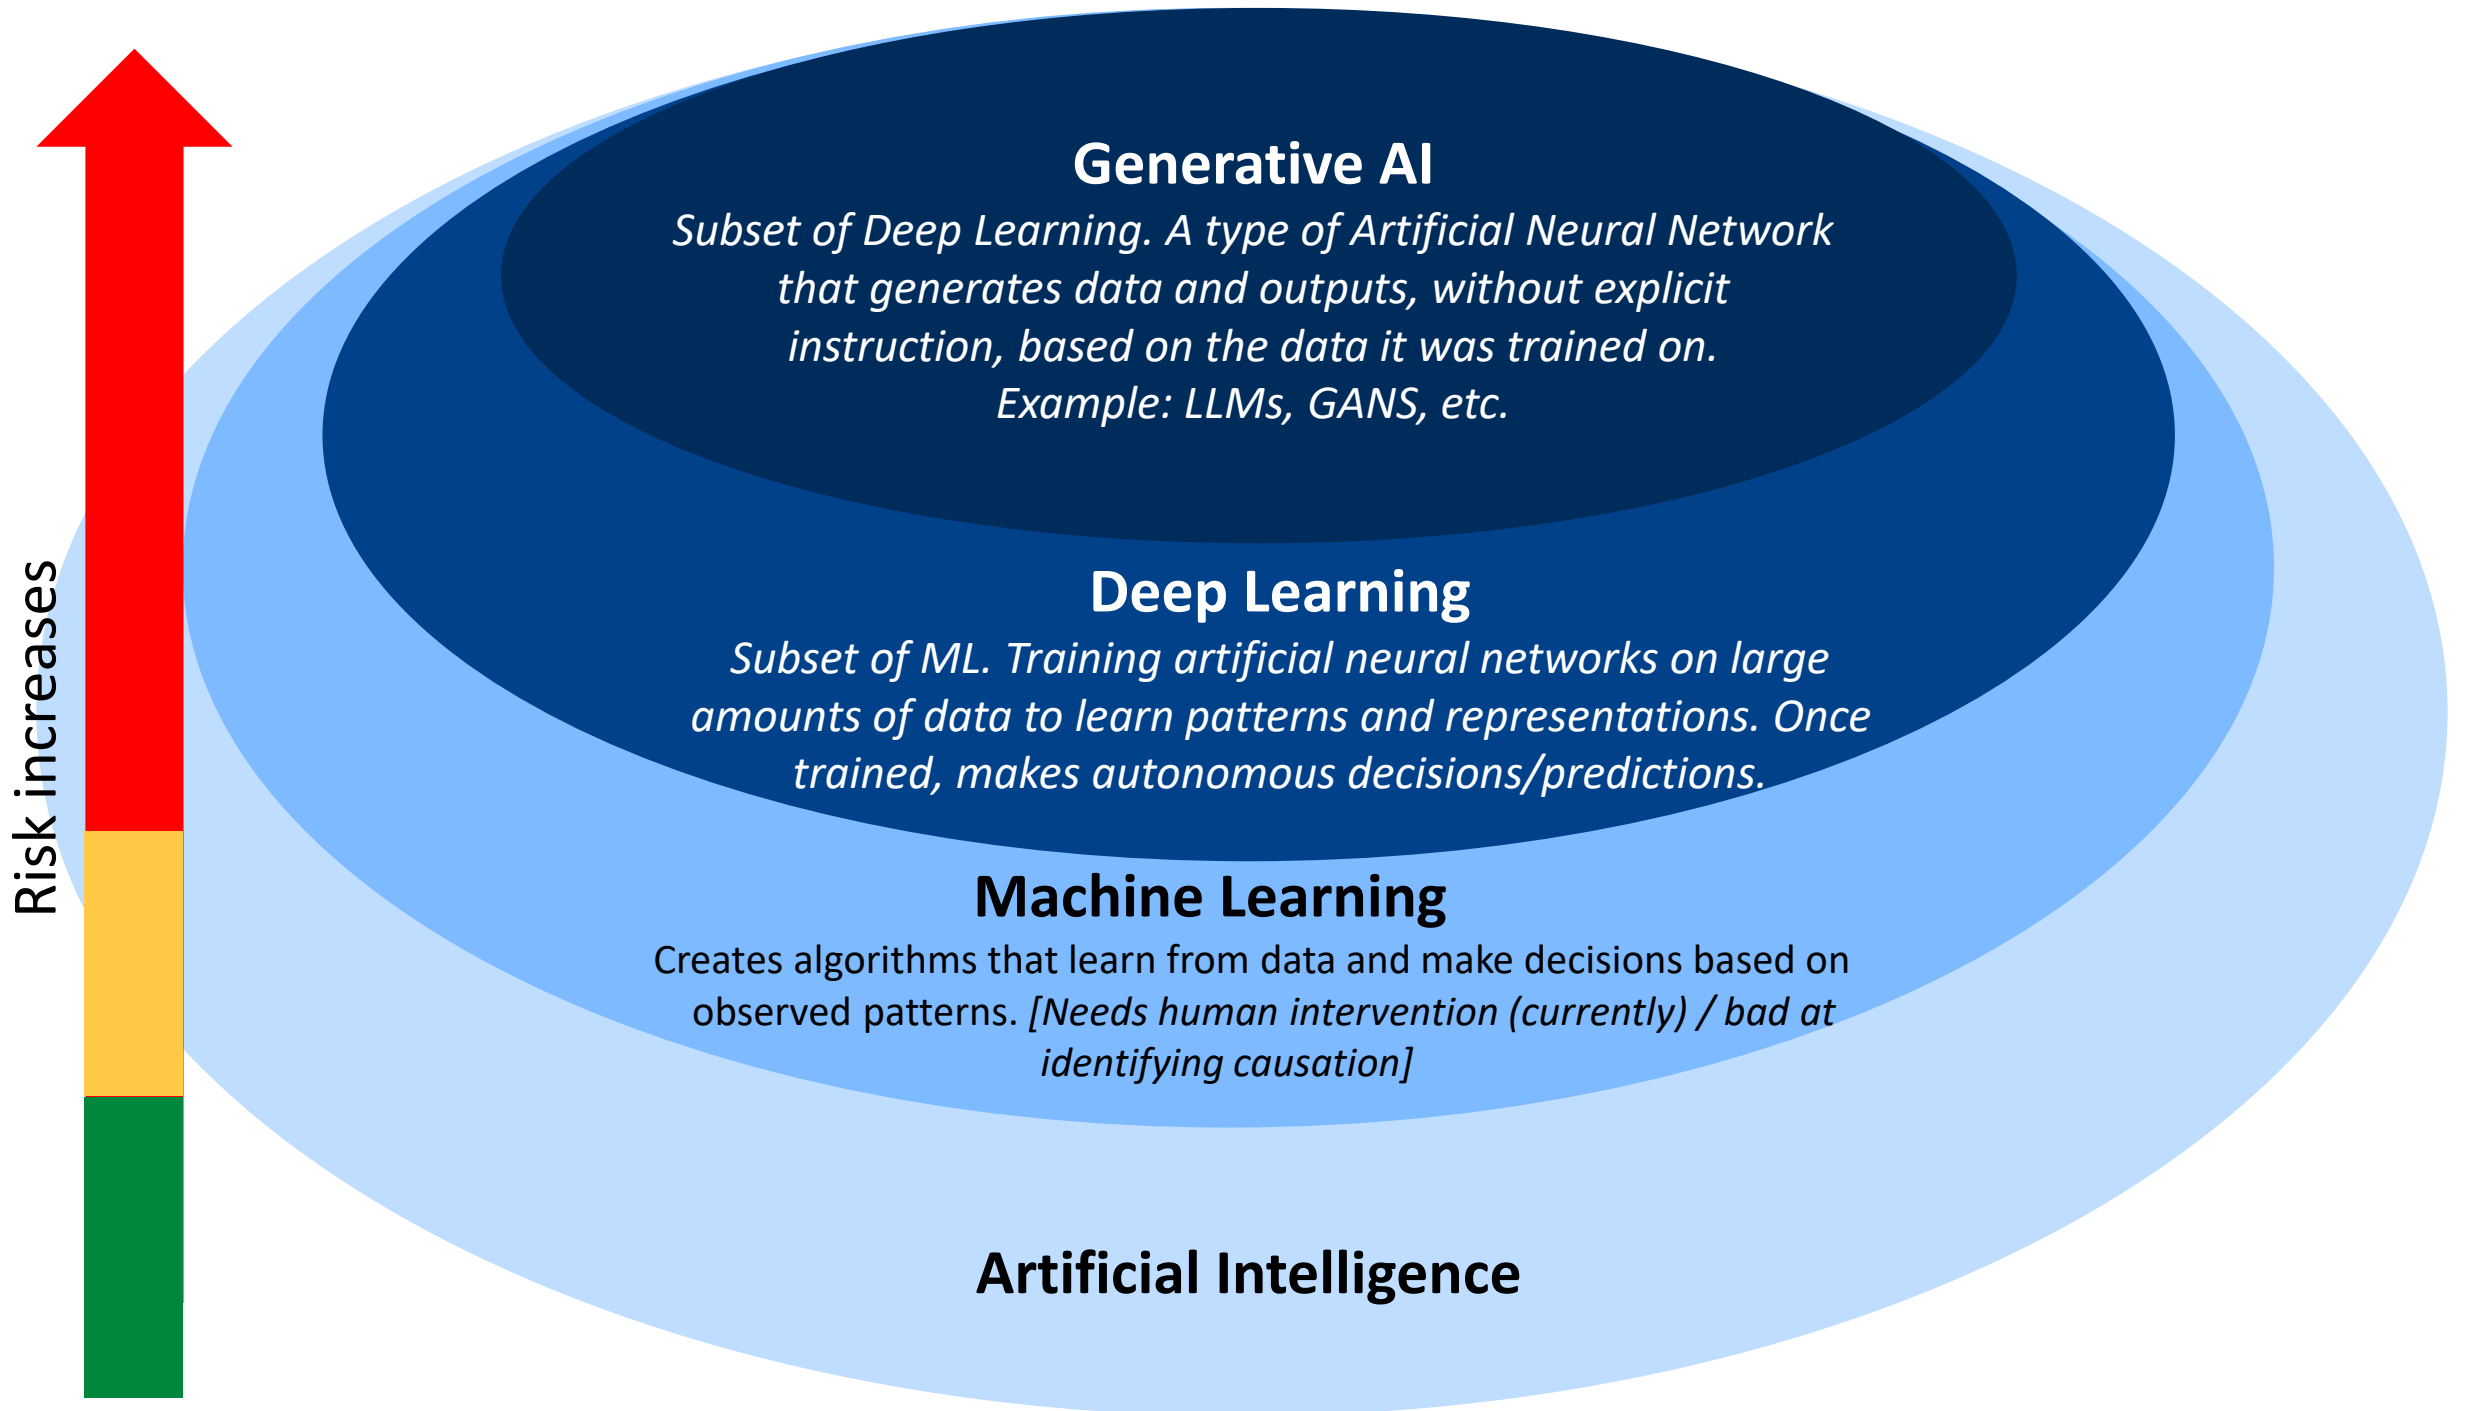 Generative AI
Subset of Deep Learning. A type of Artificial Neural Network
that generates data and outputs, without explicit
instruction, based on the data it was trained on.
Example: LLMs, GANS, etc.
Deep Learning
Subset of ML. Training artificial neural networks on large
amounts of data to learn patterns and representations. Once
trained, makes autonomous decisions/predictions.
Machine Learning
Creates algorithms that learn from data and make decisions based on
observed patterns. [Needs human intervention (currently) / bad at
identifying causation]
Artificial Intelligence
Risk increases